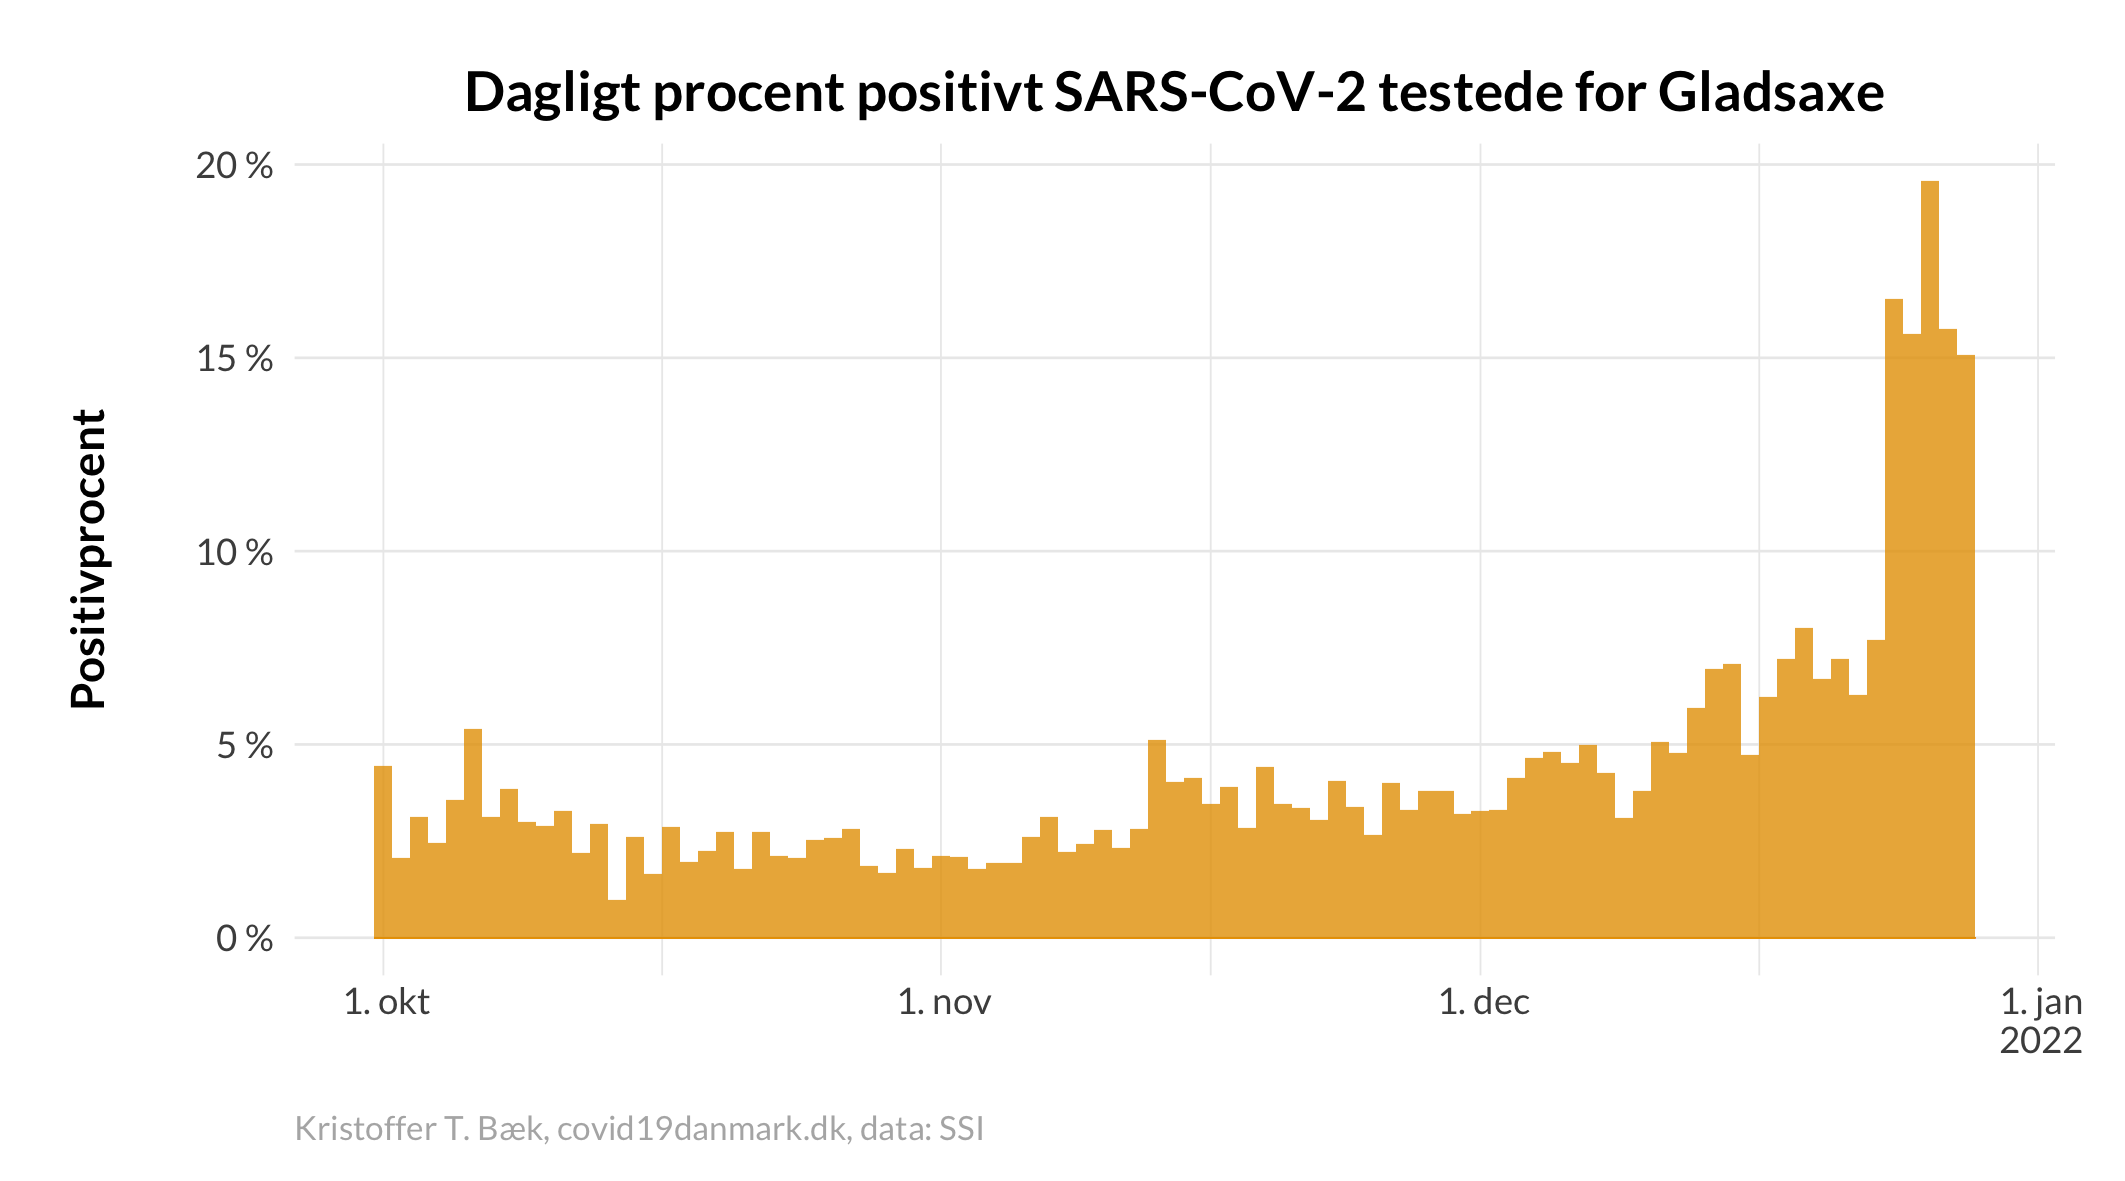 Dagligt procent positivt SARS-CoV-2 testede for Gladsaxe
Positivprocent
20 %
15 %
10 %
5 %
0 %
1. okt
1. nov
1. dec
1. jan
2022
Kristoffer T. Bæk, covid19danmark.dk, data: SSI